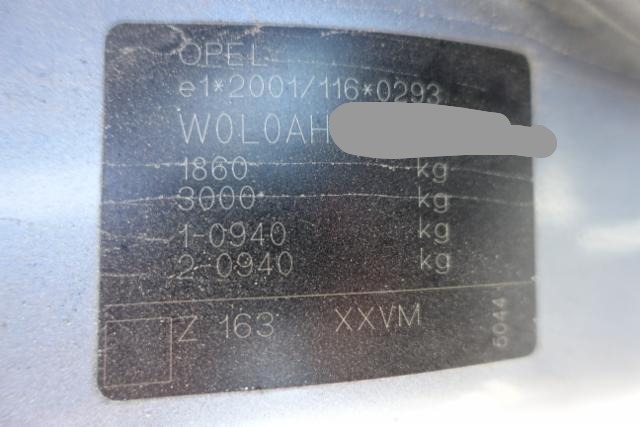 OPEL
e1*2001/116*0293
W0L0AH
1860 kg
3000 kg
1-0940 kg
2-0940 kg
Z 163 XXVM
5044